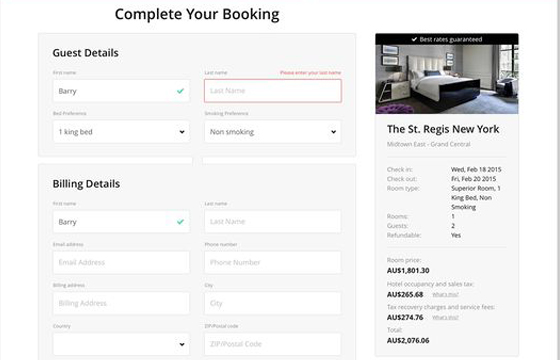 Complete Your Booking
Guest Details
First name
Last name
Please enter your last name
Barry
Last Name
Bed Preference
Smoking Preference
1 king bed
Non smoking
Billing Details
First name
Last name
Barry
Last Name
Email address
Phone number
Email Address
Phone Number
Billing address
City
Billing Address
City
Country
ZIP/Postal code
ZIP/Postal Code
Best rates guaranteed
The St. Regis New York
Midtown East - Grand Central
Check in: Wed, Feb 18 2015
Check out: Fri, Feb 20 2015
Room type: Superior Room, 1
King Bed, Non
Smoking
Rooms: 1
Guests: 2
Refundable: Yes
Room price:
AU$1,801.30
Hotel occupancy and sales tax:
AU$265.68 What's this?
Tax recovery charges and service fees:
AU$274.76 What's this?
Total:
AU$2,076.06